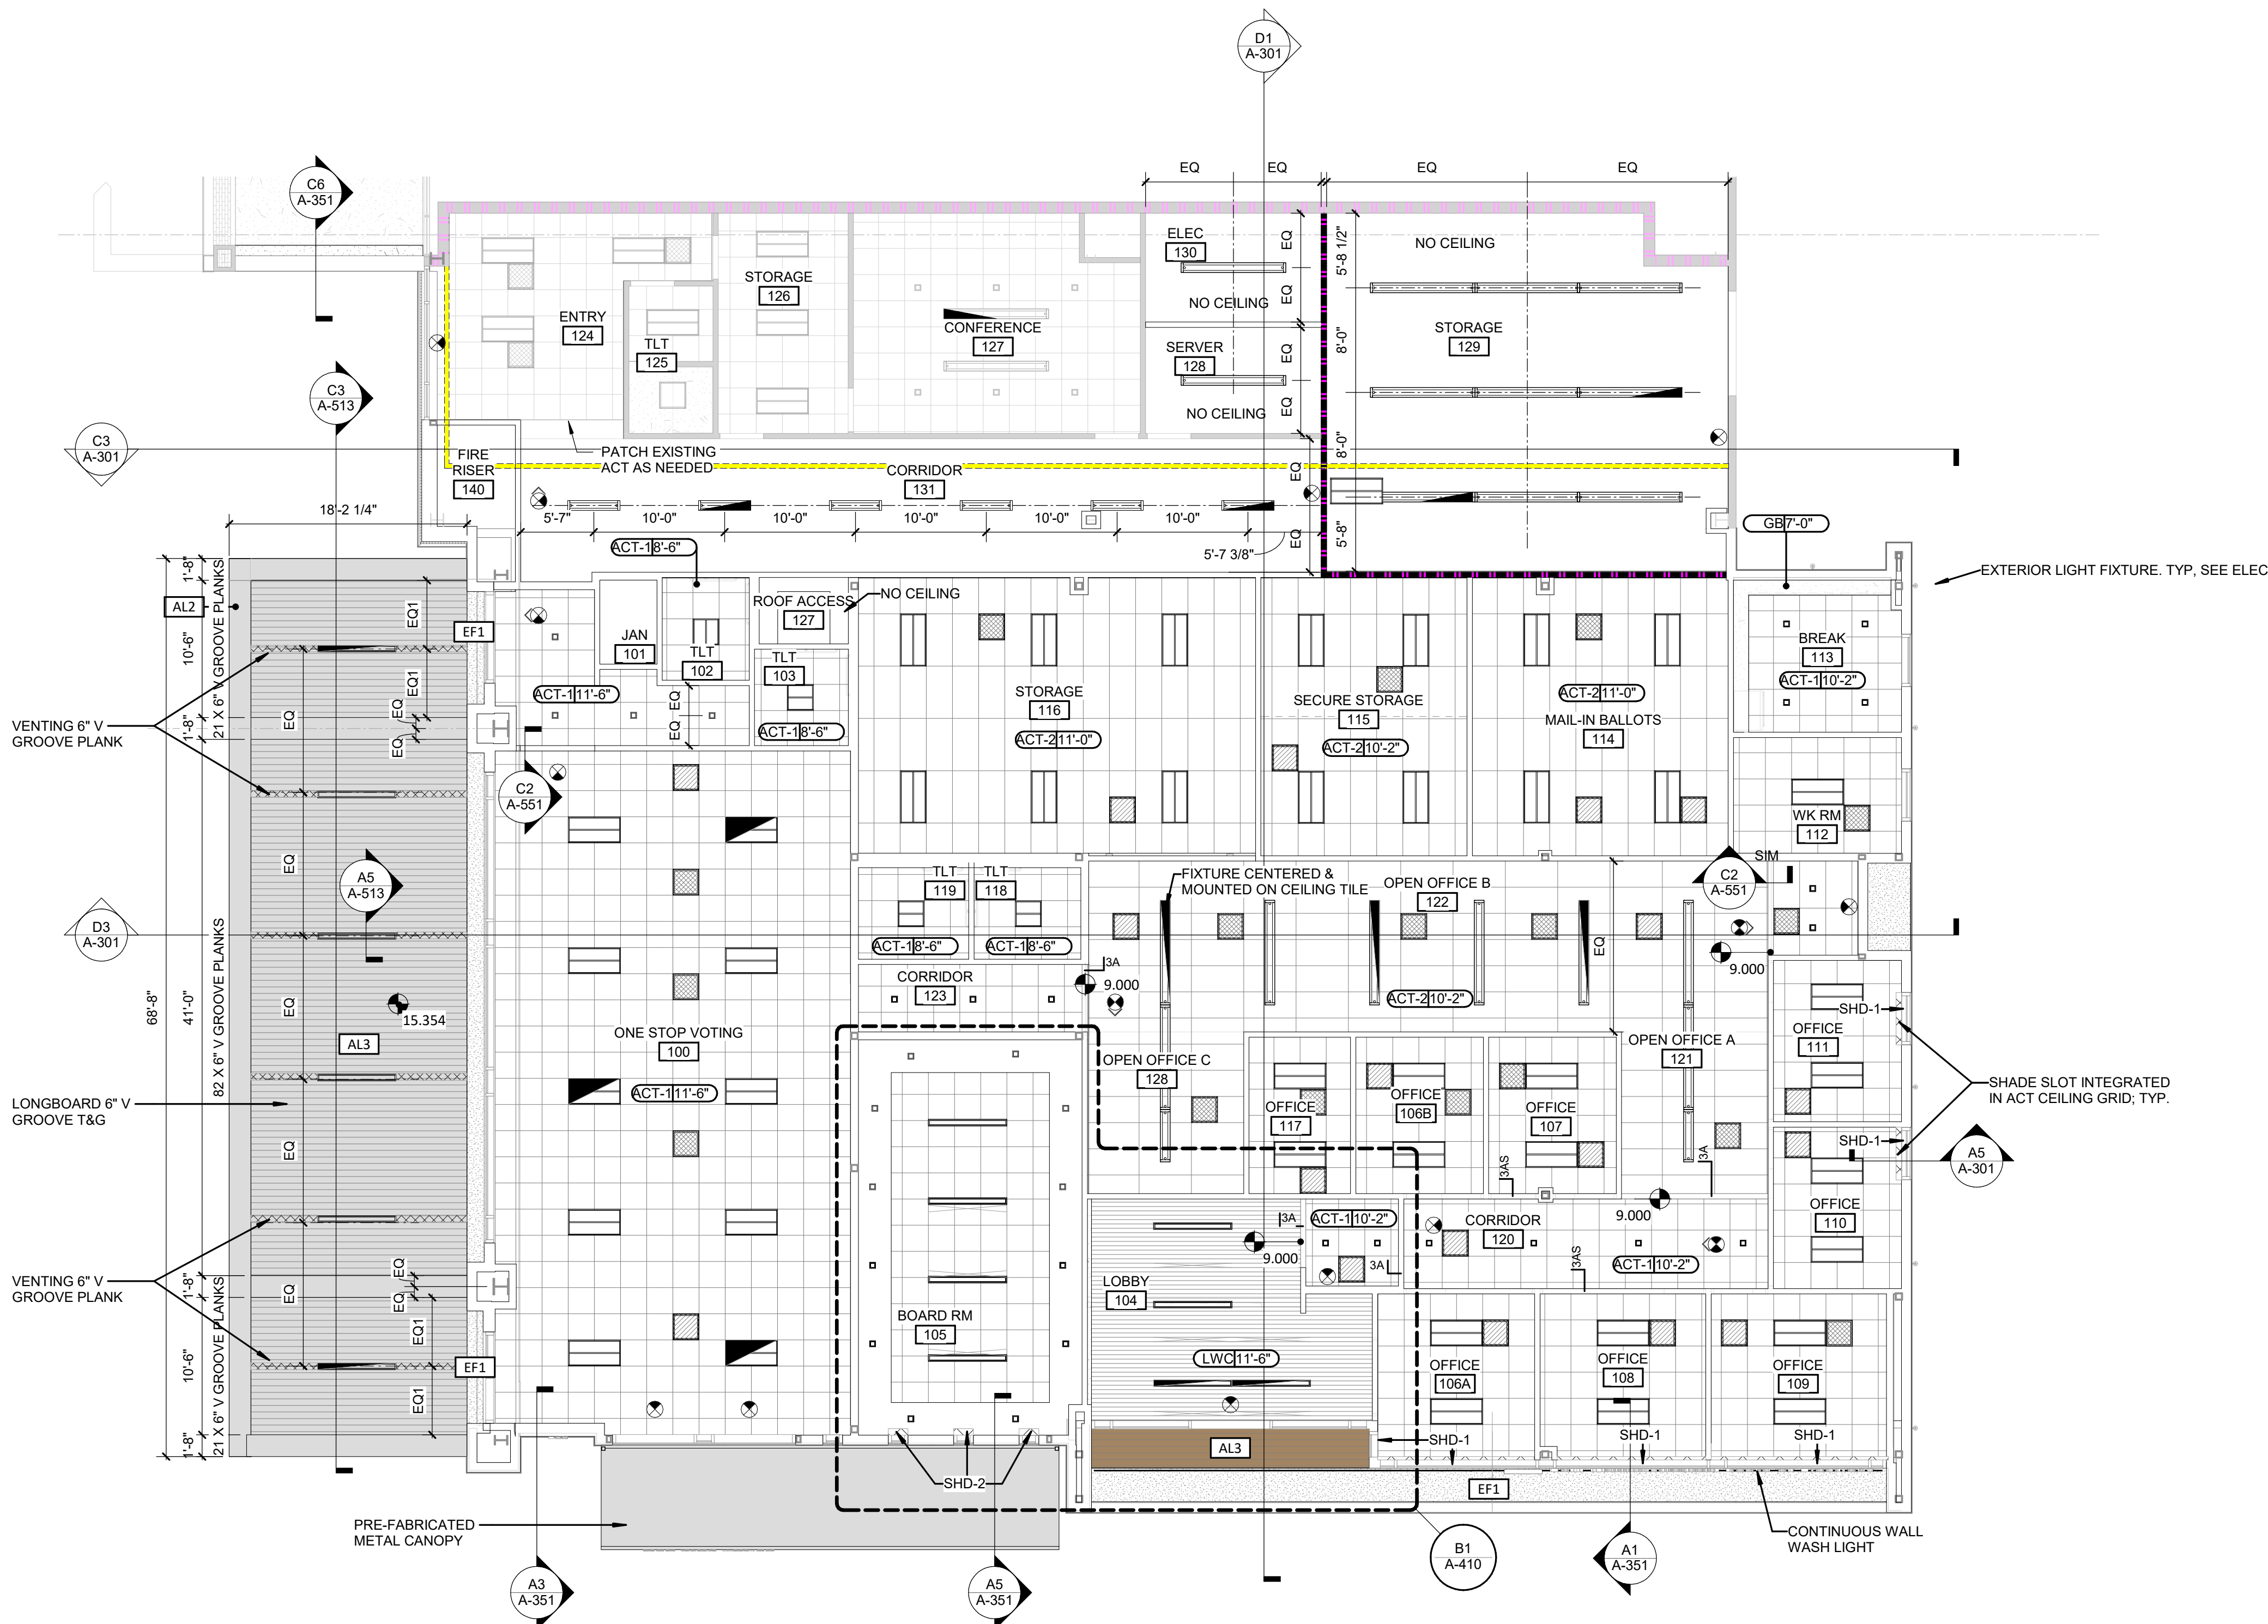 D1
A-301
C6
A-351
EQ
EQ
EQ
EQ
ELEC
130
EQ
5'-8 1/2"
NO CEILING
STORAGE
126
NO CEILING
EQ
ENTRY
124
CONFERENCE
127
8'-0"
STORAGE
129
TLT
125
SERVER
128
EQ
C3
A-513
NO CEILING
EQ
C3
A-301
PATCH EXISTING
ACT AS NEEDED
FIRE
RISER
140
CORRIDOR
131
EQ
8'-0"
18'-2 1/4"
5'-7"
10'-0"
10'-0"
10'-0"
10'-0"
10'-0"
EQ
5'-8"
GB 7'-0"
ACT-1 8'-6"
5'-7 3/8"
EXTERIOR LIGHT FIXTURE. TYP, SEE ELEC
1'-8"
21 X 6" V GROOVE PLANKS
AL2
EQ1
10'-6"
EF1
ROOF ACCESS
127
NO CEILING
JAN
101
TLT
102
TLT
103
BREAK
113
ACT-1 10'-2"
ACT-1 11'-6"
EQ1
EQ
EQ
EQ
EQ
EQ
1'-8"
STORAGE
116
ACT-2 11'-0"
SECURE STORAGE
115
ACT-2 10'-2"
ACT-2 11'-0"
MAIL-IN BALLOTS
114
VENTING 6" V
GROOVE PLANK
ACT-1 8'-6"
C2
A-551
WK RM
112
EQ
A5
A-513
TLT
119
TLT
118
FIXTURE CENTERED &
MOUNTED ON CEILING TILE
OPEN OFFICE B
122
SIM
C2
A-551
D3
A-301
82 X 6" V GROOVE PLANKS
ACT-1 8'-6"
ACT-1 8'-6"
EQ
3A
9.000
9.000
CORRIDOR
123
ACT-2 10'-2"
68'-8"
41'-0"
EQ
15.354
AL3
SHD-1
OFFICE
111
ONE STOP VOTING
100
ACT-1 11'-6"
OPEN OFFICE C
128
OPEN OFFICE A
121
SHADE SLOT INTEGRATED
IN ACT CEILING GRID; TYP.
LONGBOARD 6" V
GROOVE T&G
OFFICE
117
OFFICE
106B
OFFICE
107
SHD-1
A5
A-301
EQ
3AS
3A
3A
ACT-1 10'-2"
CORRIDOR
120
9.000
OFFICE
110
9.000
3A
3AS
ACT-1 10'-2"
VENTING 6" V
GROOVE PLANK
1'-8"
EQ
EQ
EQ
LOBBY
104
BOARD RM
105
21 X 6" V GROOVE PLANKS
10'-6"
EQ1
EQ1
EF1
LWC 11'-6"
OFFICE
106A
OFFICE
108
OFFICE
109
1'-8"
AL3
SHD-1
SHD-1
SHD-1
SHD-2
EF1
PRE-FABRICATED
METAL CANOPY
CONTINUOUS WALL
WASH LIGHT
B1
A-410
A1
A-351
A3
A-351
A5
A-351